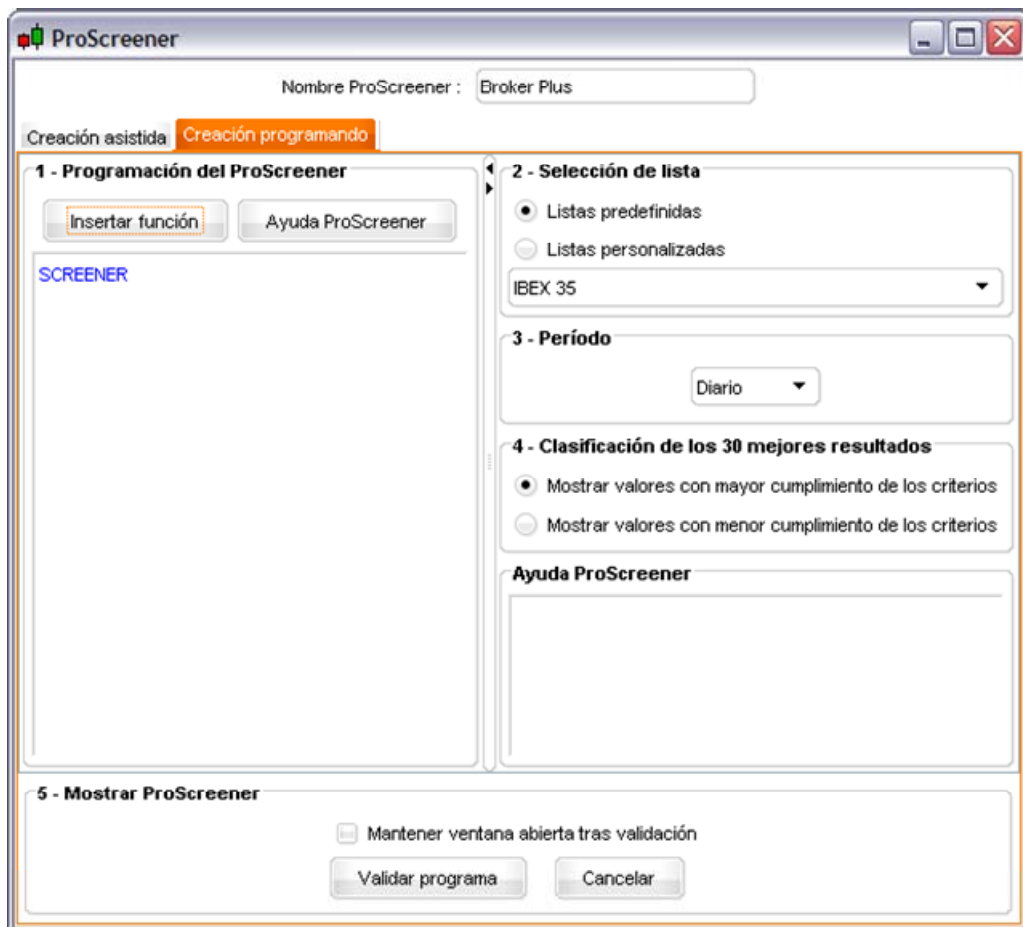 ProScreener
Nombre ProScreener : Broker Plus
Creación asistida Creación programando
1 - Programación del ProScreener
Insertar función Ayuda ProScreener
SCREENER
2 - Selección de lista
Listas predefinidas
Listas personalizadas
IBEX 35
3 - Período
Diario
4 - Clasificación de los 30 mejores resultados
Mostrar valores con mayor cumplimiento de los criterios
Mostrar valores con menor cumplimiento de los criterios
Ayuda ProScreener
5 - Mostrar ProScreener
Mantener ventana abierta tras validación
Validar programa Cancelar